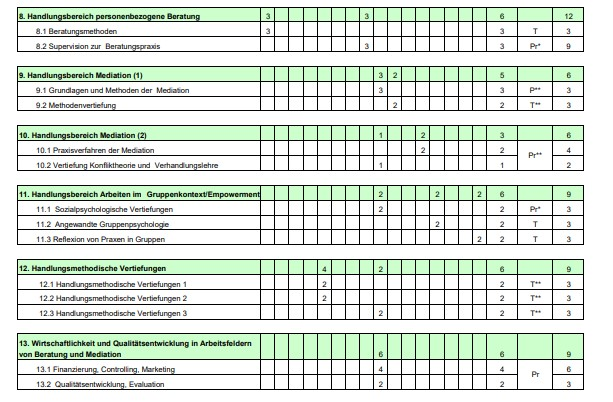 8. Handlungsbereich personenbezogene Beratung 3 3 6 12
8.1 Beratungsmethoden 3 3 T 3
8.2 Supervision zur Beratungspraxis 3 3 Pr* 9
9. Handlungsbereich Mediation (1) 3 2 5 6
9.1 Grundlagen und Methoden der Mediation 3 3 P** 3
9.2 Methodenvertiefung 2 2 T** 3
10. Handlungsbereich Mediation (2) 1 2 3 6
10.1 Praxisverfahren der Mediation 2 2 Pr** 4
10.2 Vertiefung Konflikttheorie und Verhandlungslehre 1 1 2
11. Handlungsbereich Arbeiten im Gruppenkontext/Empowerment 2 2 2 6 9
11.1 Sozialpsychologische Vertiefungen 2 2 Pr* 3
11.2 Angewandte Gruppenpsychologie 2 2 T 3
11.3 Reflexion von Praxen in Gruppen 2 2 T 3
12. Handlungsmethodische Vertiefungen 4 2 6 9
12.1 Handlungsmethodische Vertiefungen 1 2 2 T** 3
12.2 Handlungsmethodische Vertiefungen 2 2 2 T** 3
12.3 Handlungsmethodische Vertiefungen 3 2 2 T** 3
13. Wirtschaftlichkeit und Qualitätsentwicklung in Arbeitsfeldern
von Beratung und Mediation 6 6 9
13.1 Finanzierung, Controlling, Marketing 4 4 Pr 6
13.2 Qualitätsentwicklung, Evaluation 2 2 3